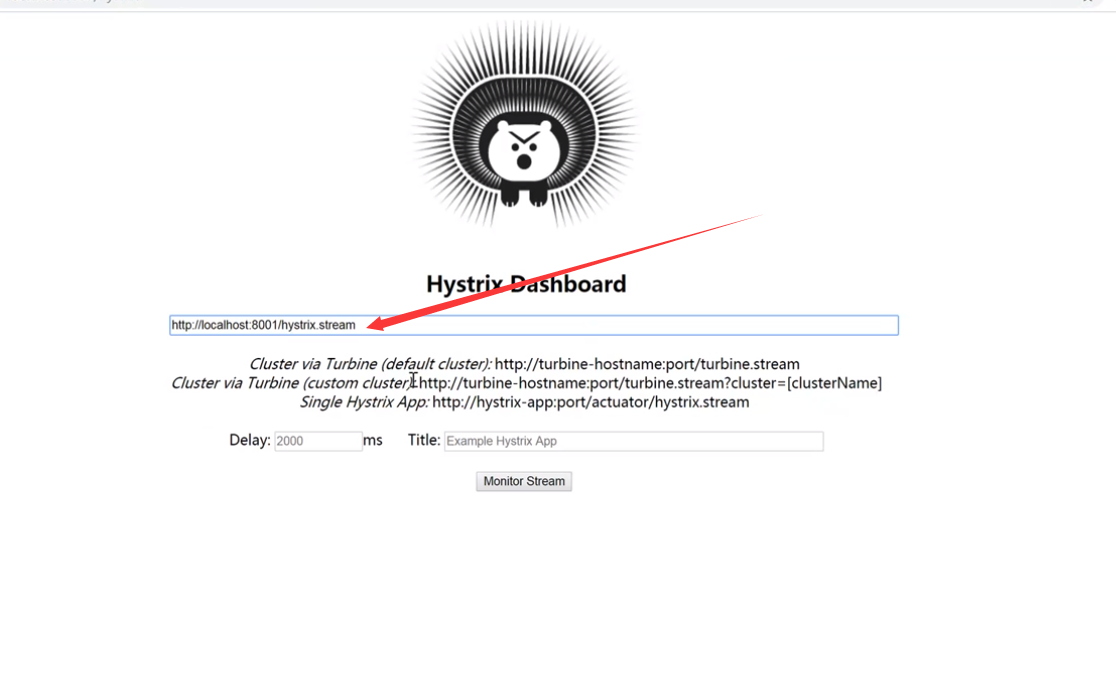 Hystrix Dashboard
http://localhost:8001/hystrix.stream
Cluster via Turbine (default cluster): http://turbine-hostname:port/turbine.stream
Cluster via Turbine (custom cluster): http://turbine-hostname:port/turbine.stream?cluster=[clusterName]
Single Hystrix App: http://hystrix-app:port/actuator/hystrix.stream
Delay: 2000 ms Title: Example Hystrix App
Monitor Stream